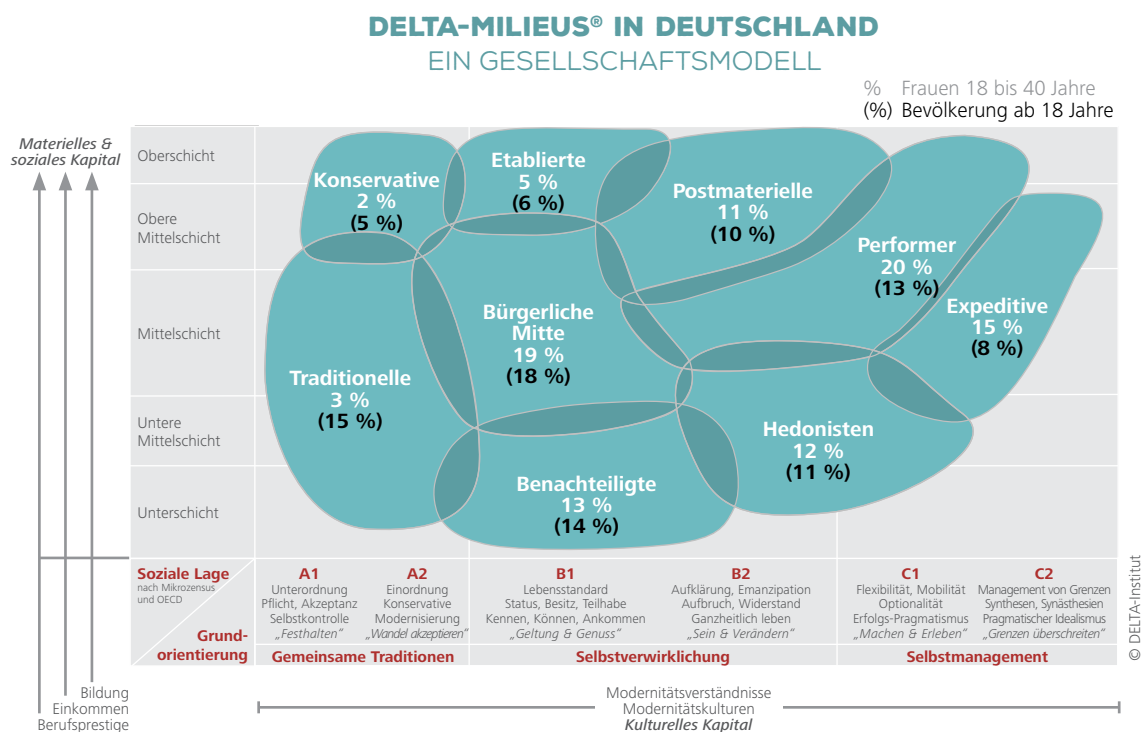 DELTA-MILIEUS® IN DEUTSCHLAND
EIN GESELLSCHAFTSMODELL
% Frauen 18 bis 40 Jahre
(%) Bevölkerung ab 18 Jahre
Materielles &
soziales Kapital
Oberschicht
Obere
Mittelschicht
Mittelschicht
Untere
Mittelschicht
Unterschicht
Konservative
2 %
(5 %)
Etablierte
5 %
(6 %)
Postmaterielle
11 %
(10 %)
Performer
20 %
(13 %)
Expeditive
15 %
(8 %)
Bürgerliche
Mitte
19 %
(18 %)
Traditionelle
3 %
(15 %)
Hedonisten
12 %
(11 %)
Benachteiligte
13 %
(14 %)
Soziale Lage
nach Mikrozensus
und OECD
Grund-
orientierung
A1
Unterordnung
Pflicht, Akzeptanz
Selbstkontrolle
„Festhalten”
A2
Einordnung
Konservative
Modernisierung
„Wandel akzeptieren”
B1
Lebensstandard
Status, Besitz, Teilhabe
Kennen, Können, Ankommen
„Geltung & Genuss”
B2
Aufklärung, Emanzipation
Aufbruch, Widerstand
Ganzheitlich leben
„Sein & Verändern”
C1
Flexibilität, Mobilität
Optionalität
Erfolgs-Pragmatismus
„Machen & Erleben”
C2
Management von Grenzen
Synthesen, Synästhesien
Pragmatischer Idealismus
„Grenzen überschreiten”
Gemeinsame Traditionen
Selbstverwirklichung
Selbstmanagement
Bildung
Einkommen
Berufsprestige
Modernitätsverständnisse
Modernitätskulturen
Kulturelles Kapital
© DELTA-Institut